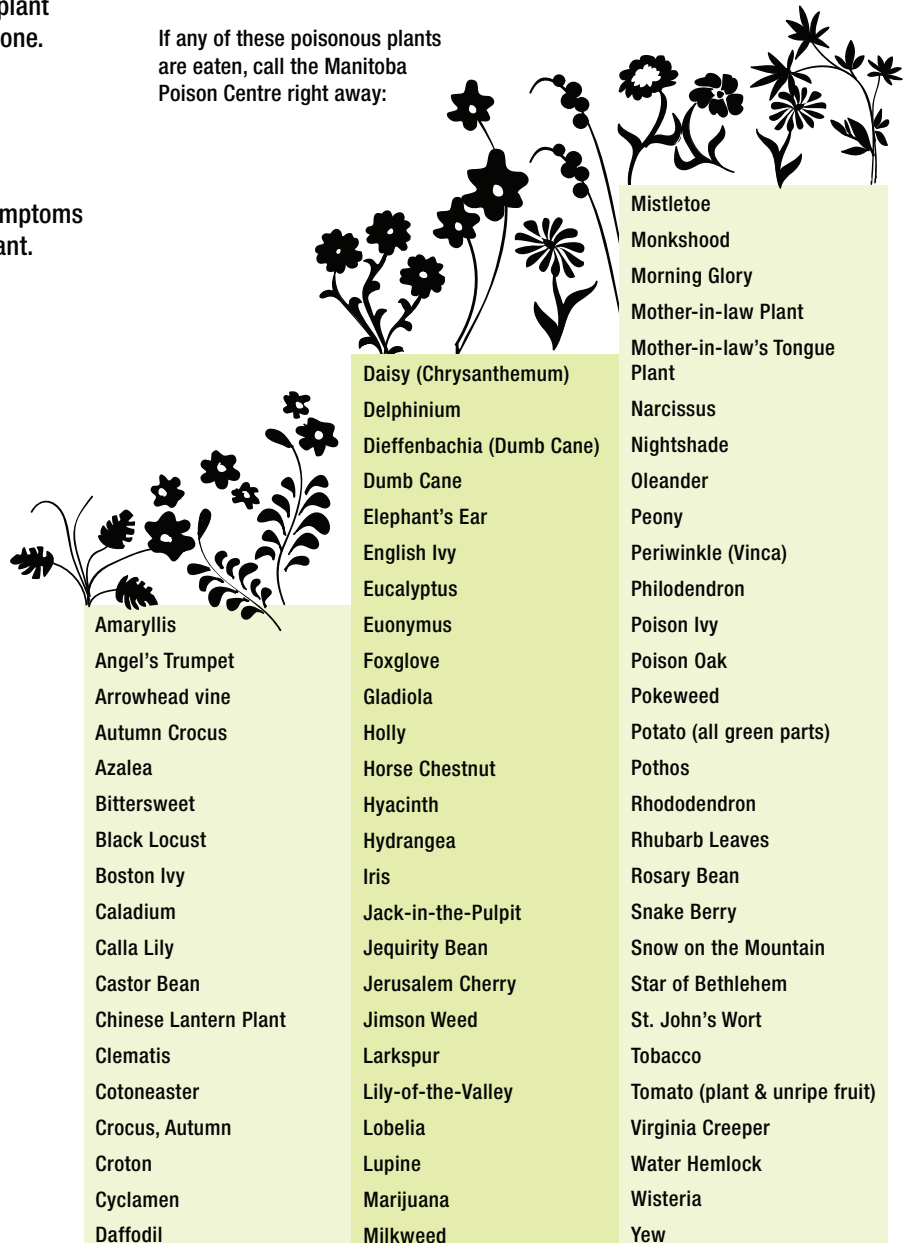 plant
one.
mptoms
ant.
If any of these poisonous plants
are eaten, call the Manitoba
Poison Centre right away:
Amaryllis
Angel’s Trumpet
Arrowhead vine
Autumn Crocus
Azalea
Bittersweet
Black Locust
Boston Ivy
Caladium
Calla Lily
Castor Bean
Chinese Lantern Plant
Clematis
Cotoneaster
Crocus, Autumn
Croton
Cyclamen
Daffodil
Daisy (Chrysanthemum)
Delphinium
Dieffenbachia (Dumb Cane)
Dumb Cane
Elephant’s Ear
English Ivy
Eucalyptus
Euonymus
Foxglove
Gladiola
Holly
Horse Chestnut
Hyacinth
Hydrangea
Iris
Jack-in-the-Pulpit
Jequirity Bean
Jerusalem Cherry
Jimson Weed
Larkspur
Lily-of-the-Valley
Lobelia
Lupine
Marijuana
Milkweed
Mistletoe
Monkshood
Morning Glory
Mother-in-law Plant
Mother-in-law’s Tongue
Plant
Narcissus
Nightshade
Oleander
Peony
Periwinkle (Vinca)
Philodendron
Poison Ivy
Poison Oak
Pokeweed
Potato (all green parts)
Pothos
Rhododendron
Rhubarb Leaves
Rosary Bean
Snake Berry
Snow on the Mountain
Star of Bethlehem
St. John’s Wort
Tobacco
Tomato (plant & unripe fruit)
Virginia Creeper
Water Hemlock
Wisteria
Yew